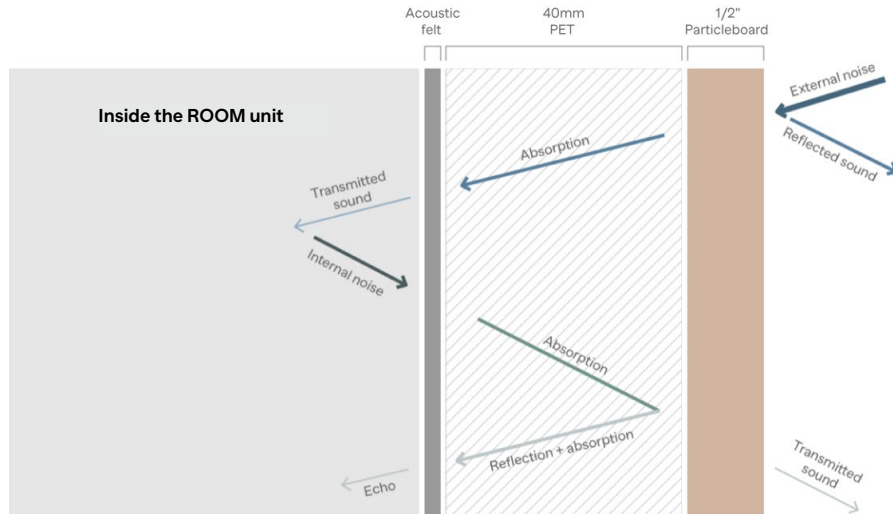 Acoustic
felt
40mm
PET
1/2"
Particleboard
Inside the ROOM unit
External noise
Reflected sound
Absorption
Transmitted
sound
Internal noise
Absorption
Reflection + absorption
Echo
Transmitted
sound